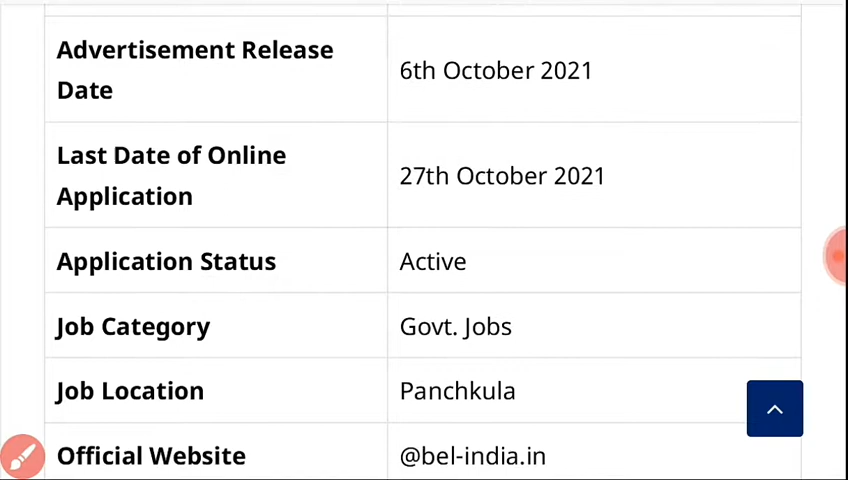 Advertisement Release
Date
6th October 2021
Last Date of Online
Application
27th October 2021
Application Status
Active
Job Category
Govt. Jobs
Job Location
Panchkula
Official Website
@bel-india.in